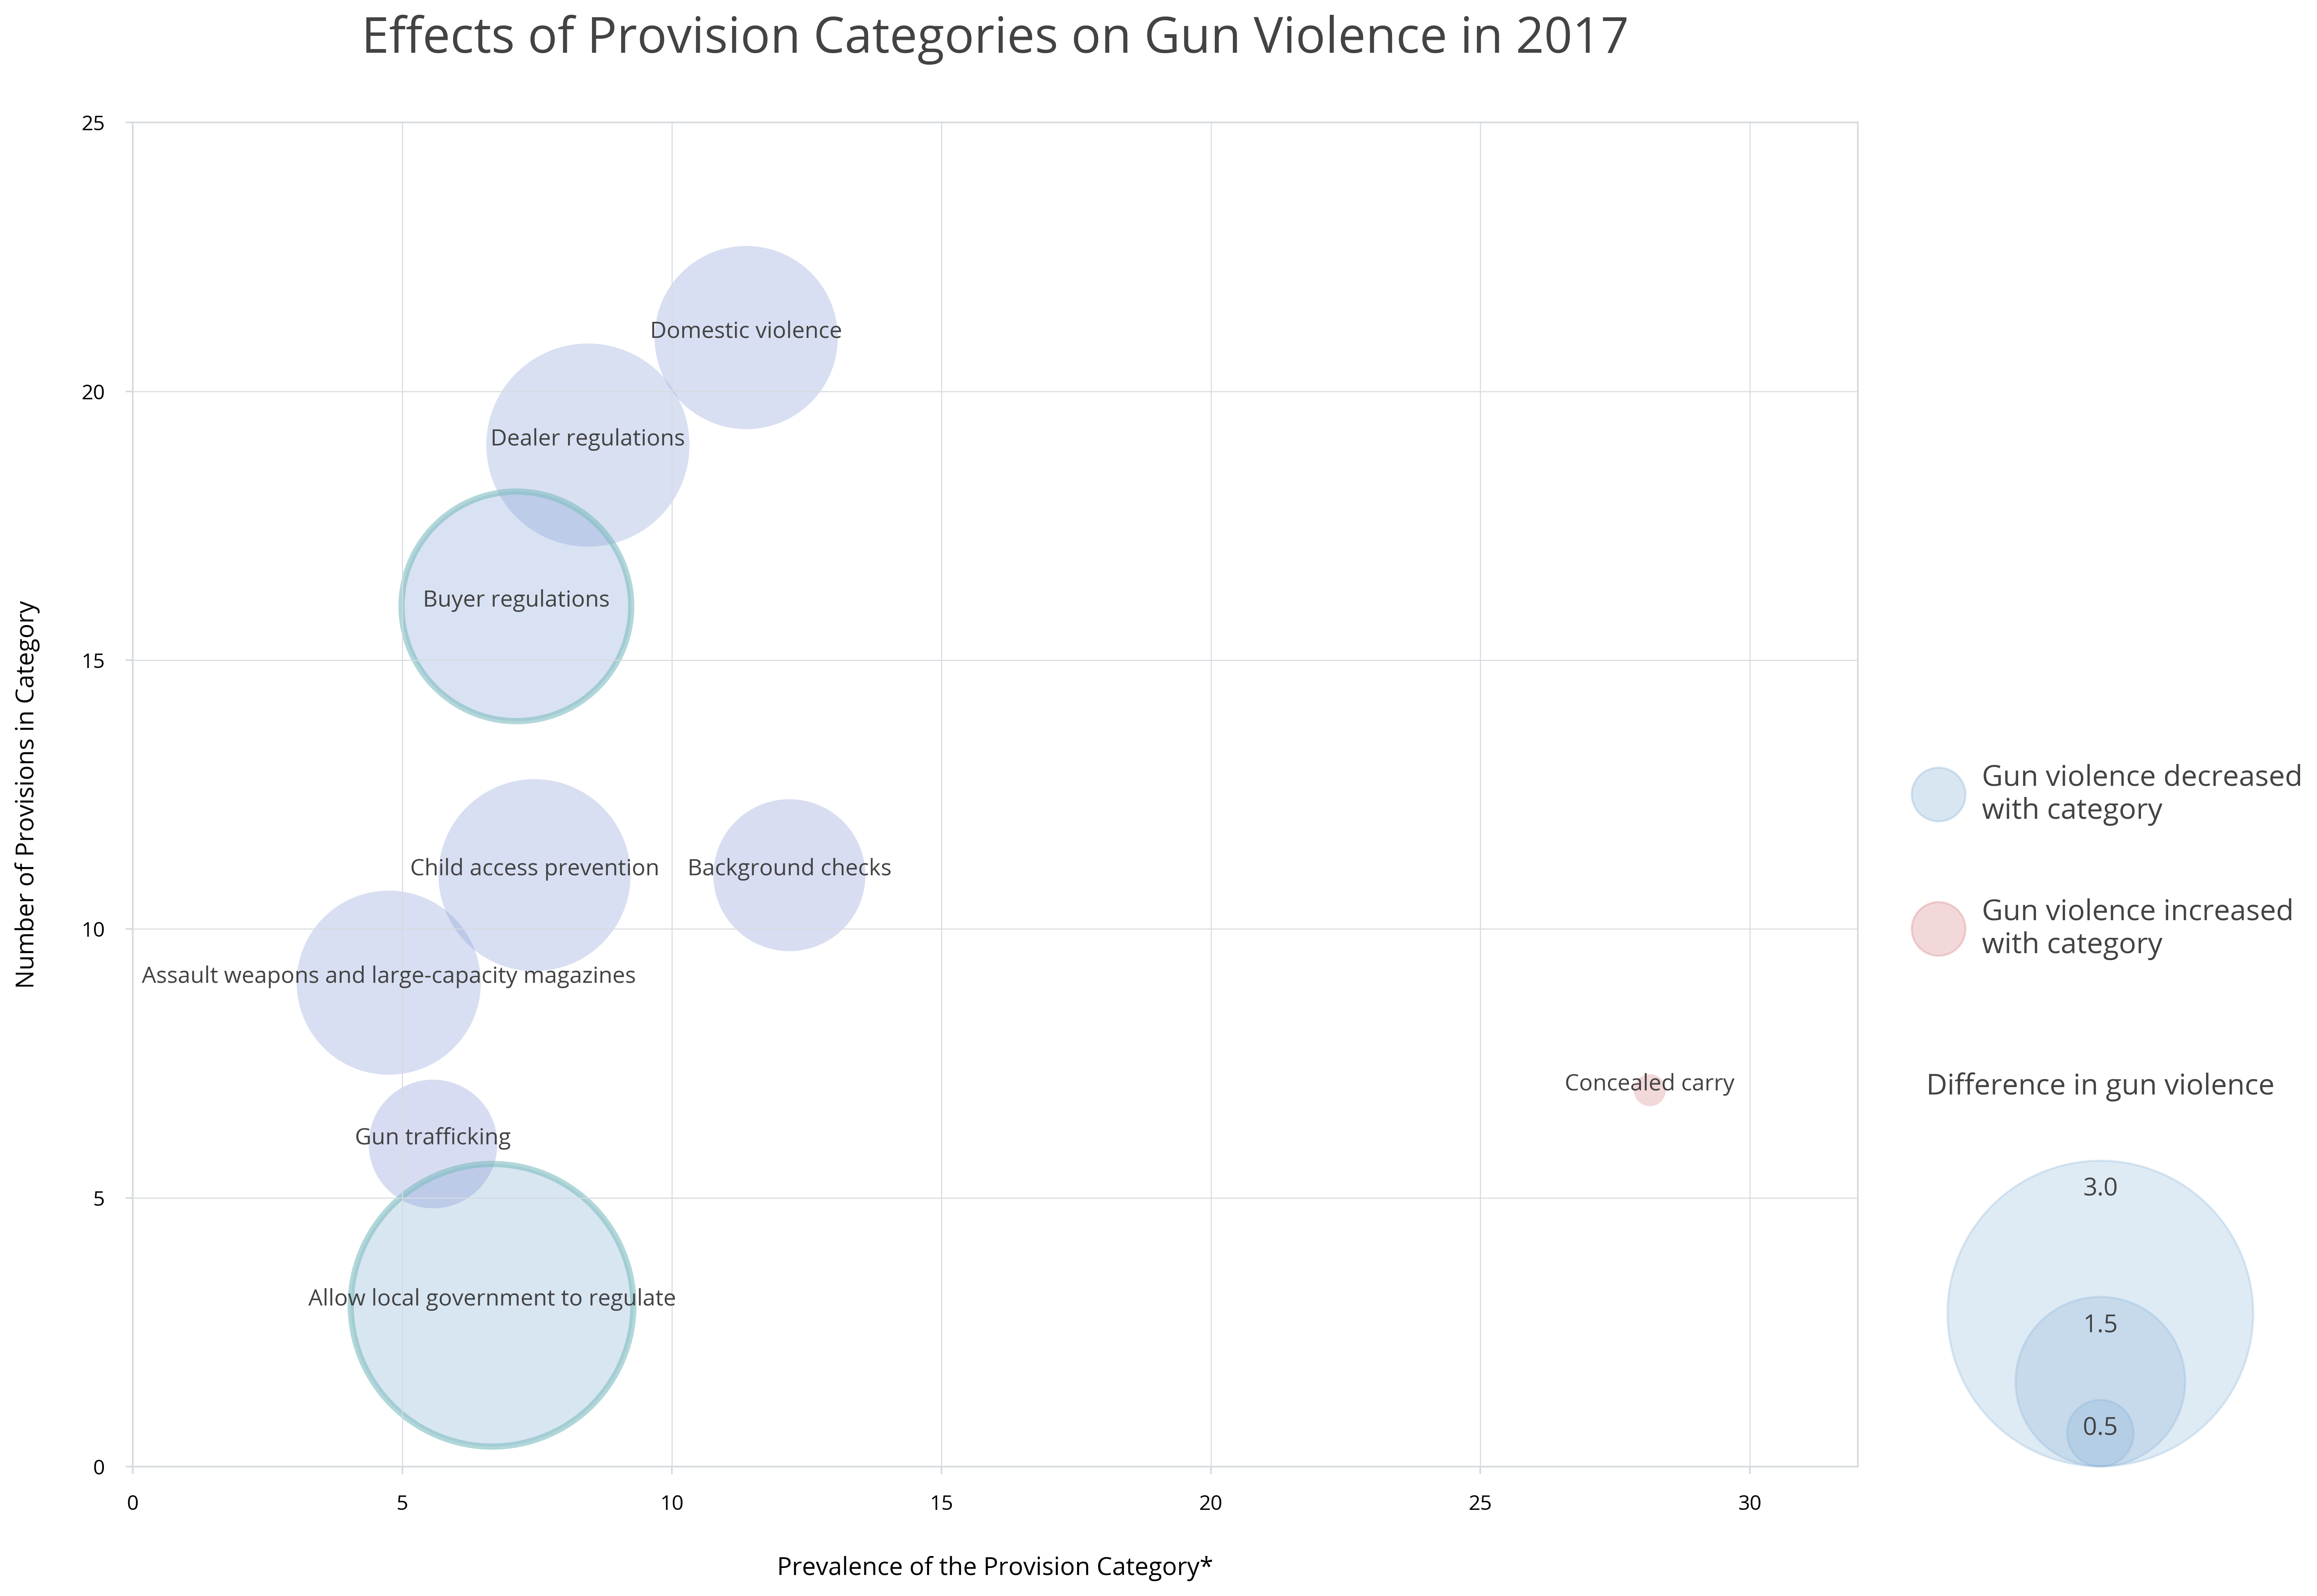 Effects of Provision Categories on Gun Violence in 2017
25
20
15
10
5
0
Number of Provisions in Category
Domestic violence
Dealer regulations
Buyer regulations
Child access prevention
Background checks
Assault weapons and large-capacity magazines
Concealed carry
Gun trafficking
Allow local government to regulate
0
5
10
15
20
25
30
Prevalence of the Provision Category*
Gun violence decreased
with category
Gun violence increased
with category
Difference in gun violence
3.0
1.5
0.5